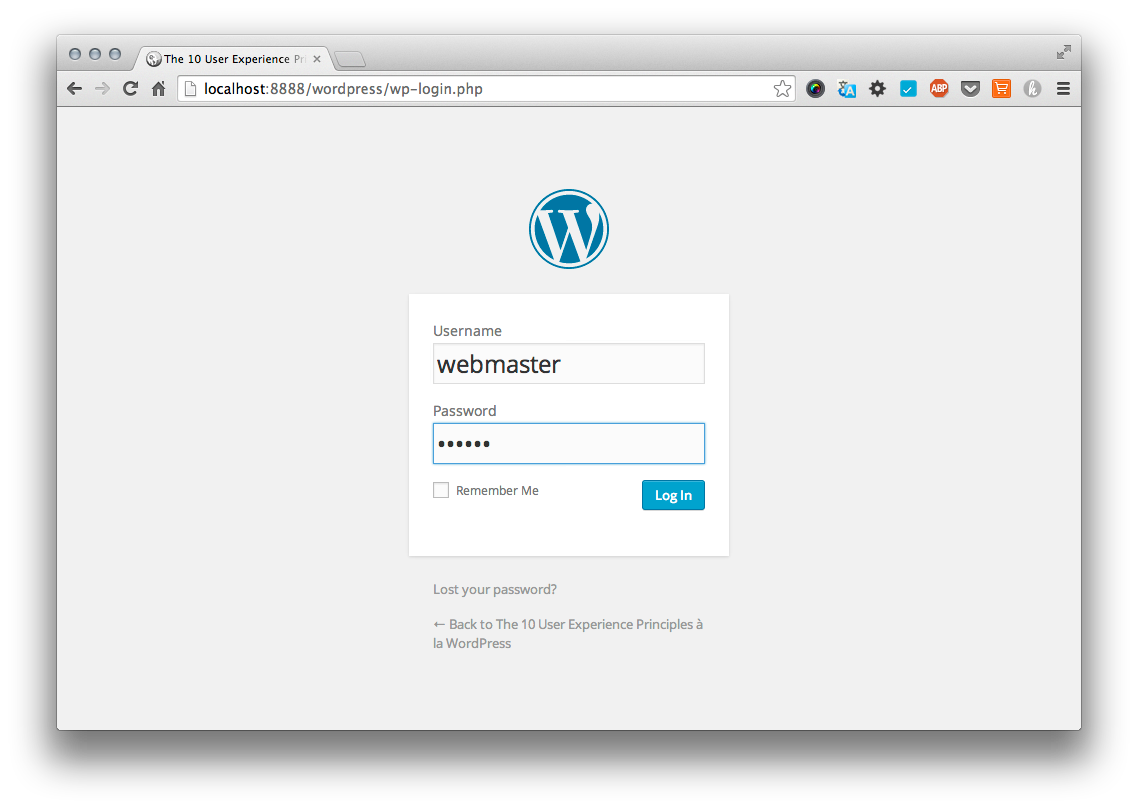 The 10 User Experience Pri
localhost:8888/wordpress/wp-login.php
ABP
Username
webmaster
Password
••••••
Remember Me
Log In
Lost your password?
← Back to The 10 User Experience Principles à
la WordPress